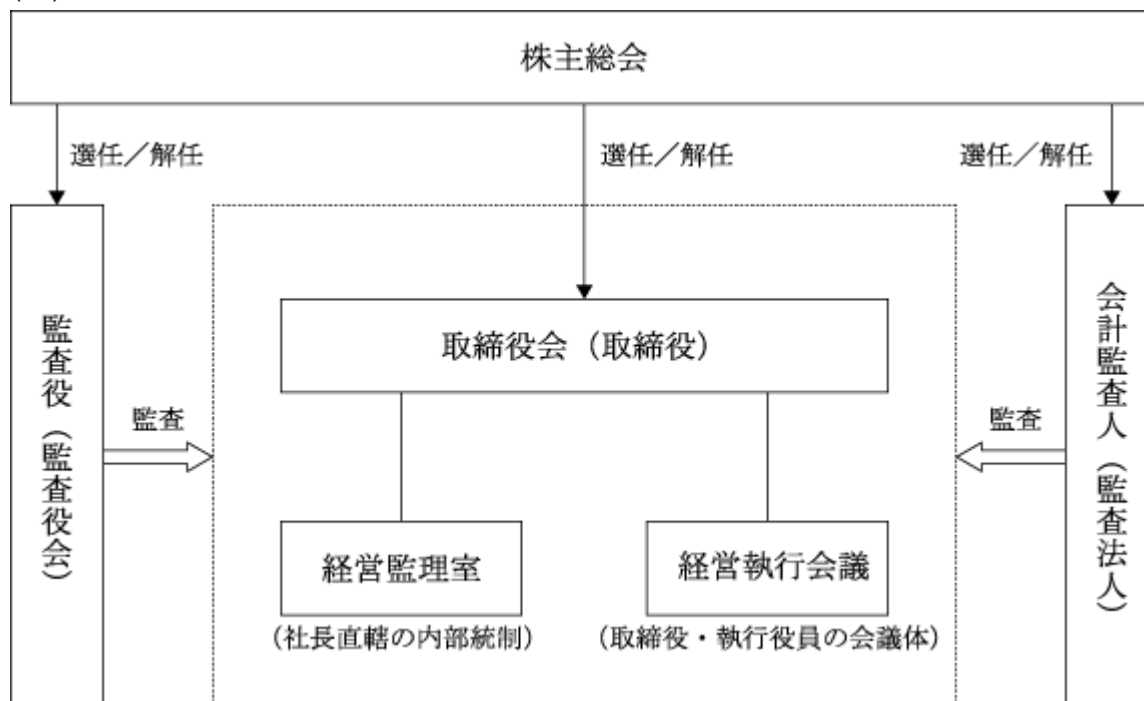 株主総会
選任／解任
選任／解任
選任／解任
監査役（監査役会）
監査
取締役会（取締役）
監査
会計監査人（監査法人）
経営監理室
経営執行会議
（社長直轄の内部統制）
（取締役・執行役員の会議体）